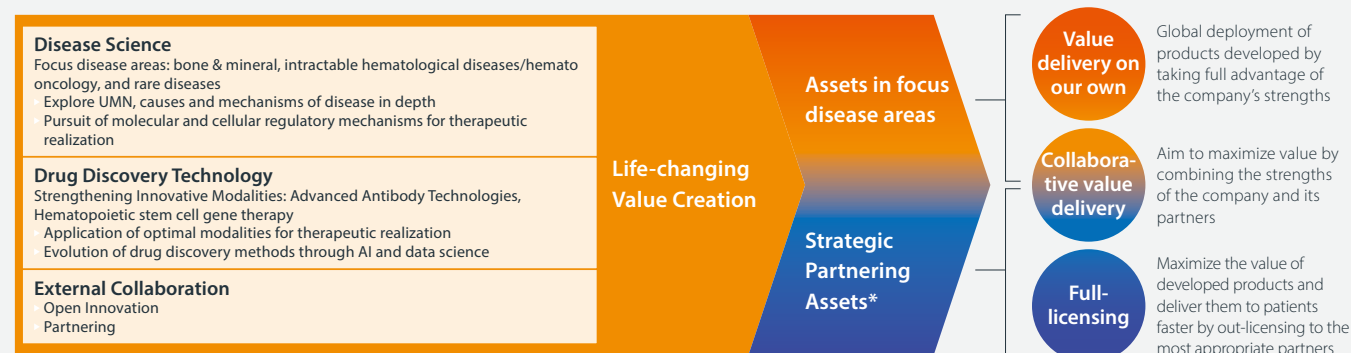 Disease Science
Focus disease areas: bone & mineral, intractable hematological diseases/hemato
oncology, and rare diseases
Explore UMN, causes and mechanisms of disease in depth
Pursuit of molecular and cellular regulatory mechanisms for therapeutic
realization
Drug Discovery Technology
Strengthening Innovative Modalities: Advanced Antibody Technologies,
Hematopoietic stem cell gene therapy
Application of optimal modalities for therapeutic realization
Evolution of drug discovery methods through AI and data science
External Collaboration
Open Innovation
Partnering
Life-changing
Value Creation
Assets in focus
disease areas
Strategic
Partnering
Assets*
Value
delivery on
our own
Global deployment of
products developed by
taking full advantage of
the company’s strengths
Collabora-
tive value
delivery
Aim to maximize value by
combining the strengths
of the company and its
partners
Full-
licensing
Maximize the value of
developed products and
deliver them to patients
faster by out-licensing to the
most appropriate partners